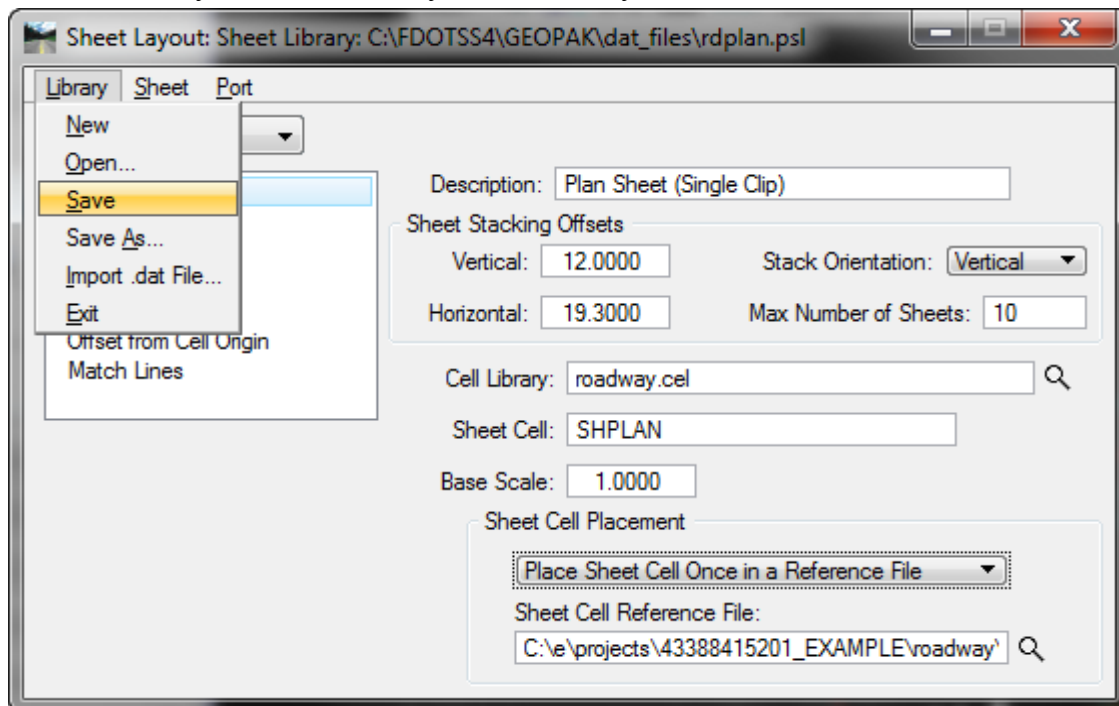 Sheet Layout: Sheet Library: C:\FDOTSS4\GEOPAK\dat_files\rdplan.psl
Library Sheet Port
New
Open...
Save
Save As...
Import .dat File...
Exit
Offset from Cell Origin
Match Lines
Description: Plan Sheet (Single Clip)
Sheet Stacking Offsets
Vertical: 12.0000 Stack Orientation: Vertical
Horizontal: 19.3000 Max Number of Sheets: 10
Cell Library: roadway.cel
Sheet Cell: SHPLAN
Base Scale: 1.0000
Sheet Cell Placement
Place Sheet Cell Once in a Reference File
Sheet Cell Reference File:
C:\e\projects\43388415201_EXAMPLE\roadway\